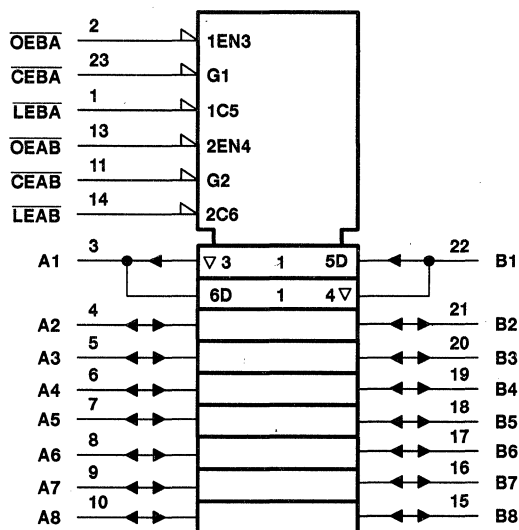 OEBA 2 1EN3
CEBA 23 G1
LEBA 1 1C5
OEAB 13 2EN4
CEAB 11 G2
LEAB 14 2C6
A1 3 ▽ 3 1 5D 22 B1
6D 1 4 ▽
A2 4 21 B2
A3 5 20 B3
A4 6 19 B4
A5 7 18 B5
A6 8 17 B6
A7 9 16 B7
A8 10 15 B8